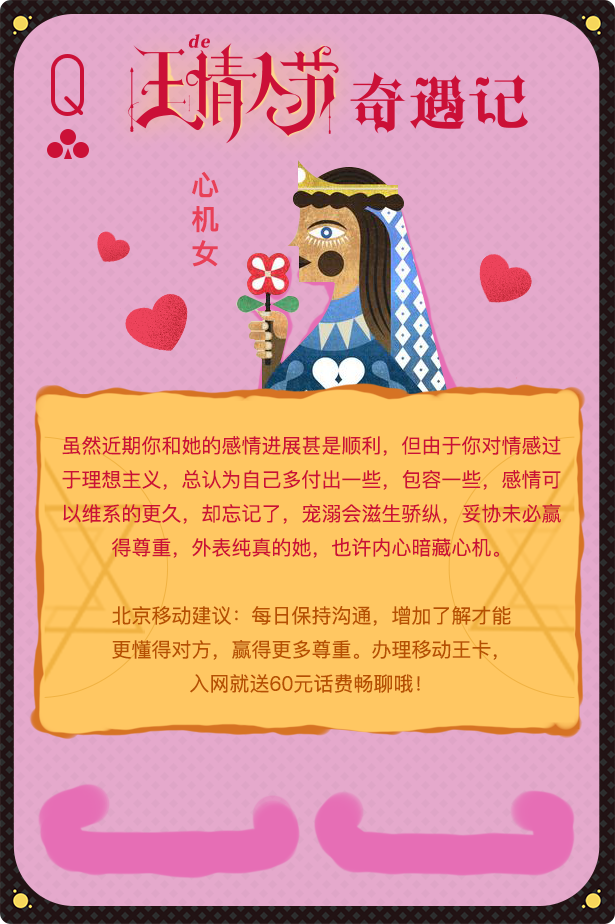 Q
de
王情人节奇遇记
心机女
虽然近期你和她的感情进展甚是顺利，但由于你对情感过
于理想主义，总认为自己多付出一些，包容一些，感情可
以维系的更久，却忘记了，宠溺会滋生骄纵，妥协未必赢
得尊重，外表纯真的她，也许内心暗藏心机。
北京移动建议：每日保持沟通，增加了解才能
更懂得对方，赢得更多尊重。办理移动王卡，
入网就送60元话费畅聊哦！